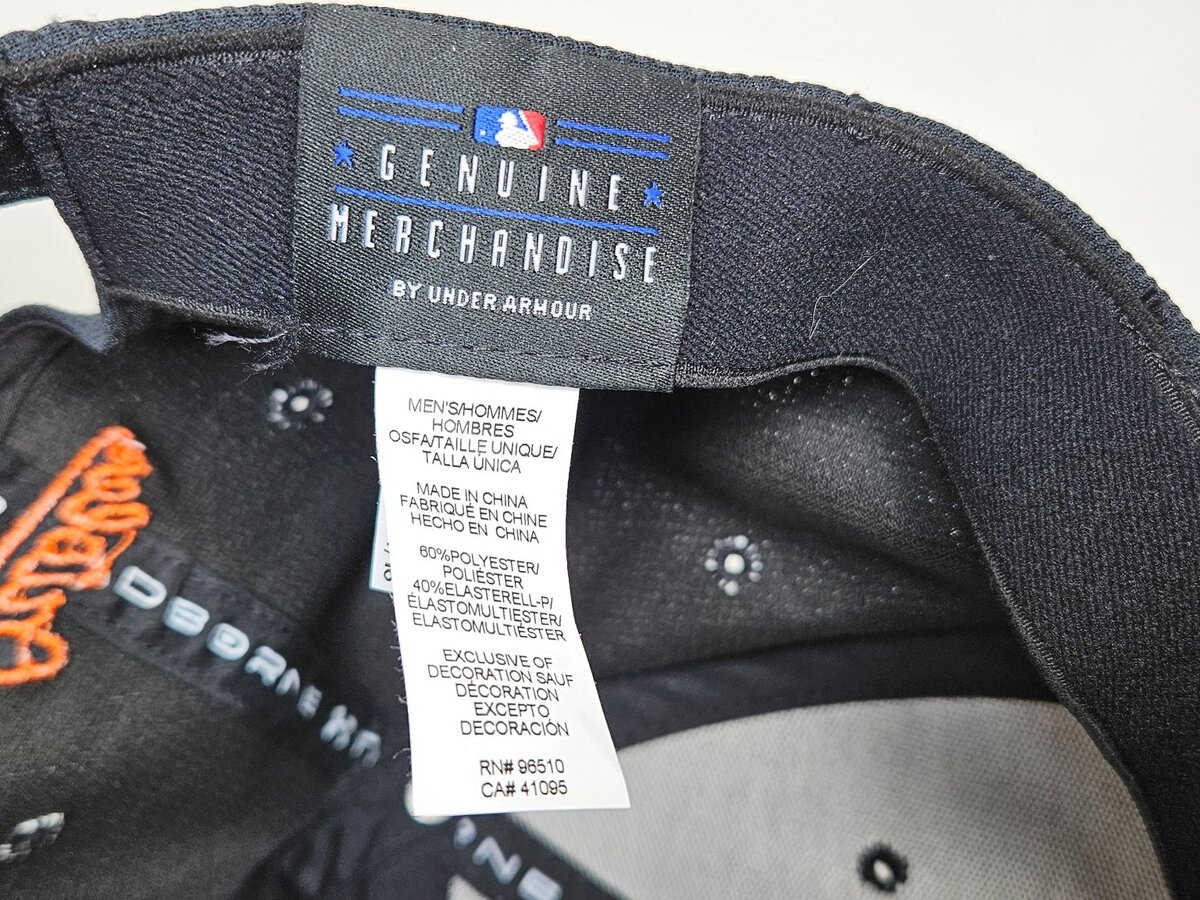 GENUINE
MERCHANDISE
BY UNDER ARMOUR
MEN'S/HOMMES/
HOMBRES
OSFA/TAILLE UNIQUE/
TALLA ÚNICA
MADE IN CHINA
FABRIQUÉ EN CHINE
HECHO EN CHINA
60%POLYESTER/
POLIÉSTER
40%ELASTERELL-P/
ÉLASTOMULTIESTER/
ELASTOMULTIÉSTER
EXCLUSIVE OF
DECORATION SAUF
DÉCORATION
EXCEPTO
DECORACIÓN
RN# 96510
CA# 41095